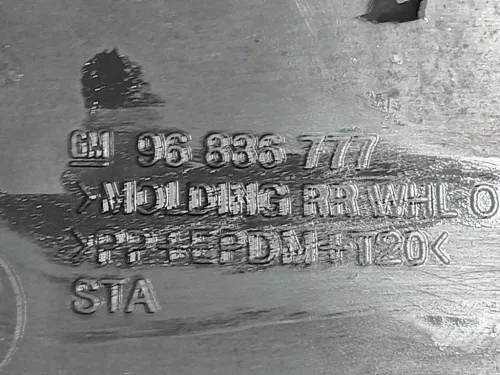 GM 96 836 777
>MOLDING RR WHL O
>PP+EPDM+T20<
STA